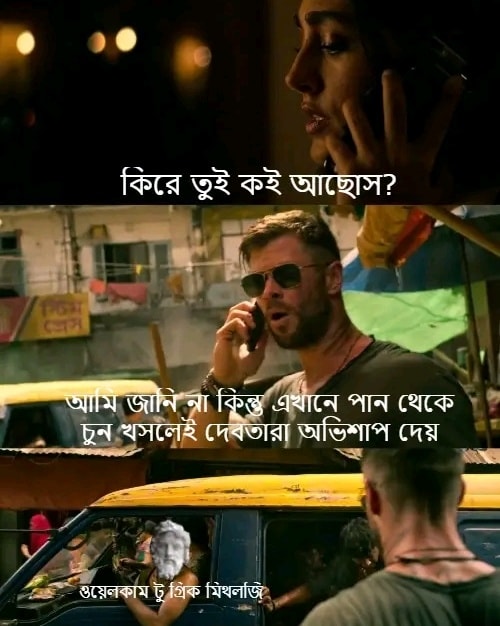 কিরে তুই কই আছোস?
স্টিম
প্রেস
আমি জানি না কিন্তু এখানে পান থেকে
চুন খসলেই দেবতারা অভিশাপ দেয়
ওয়েলকাম টু গ্রিক মিথলজি